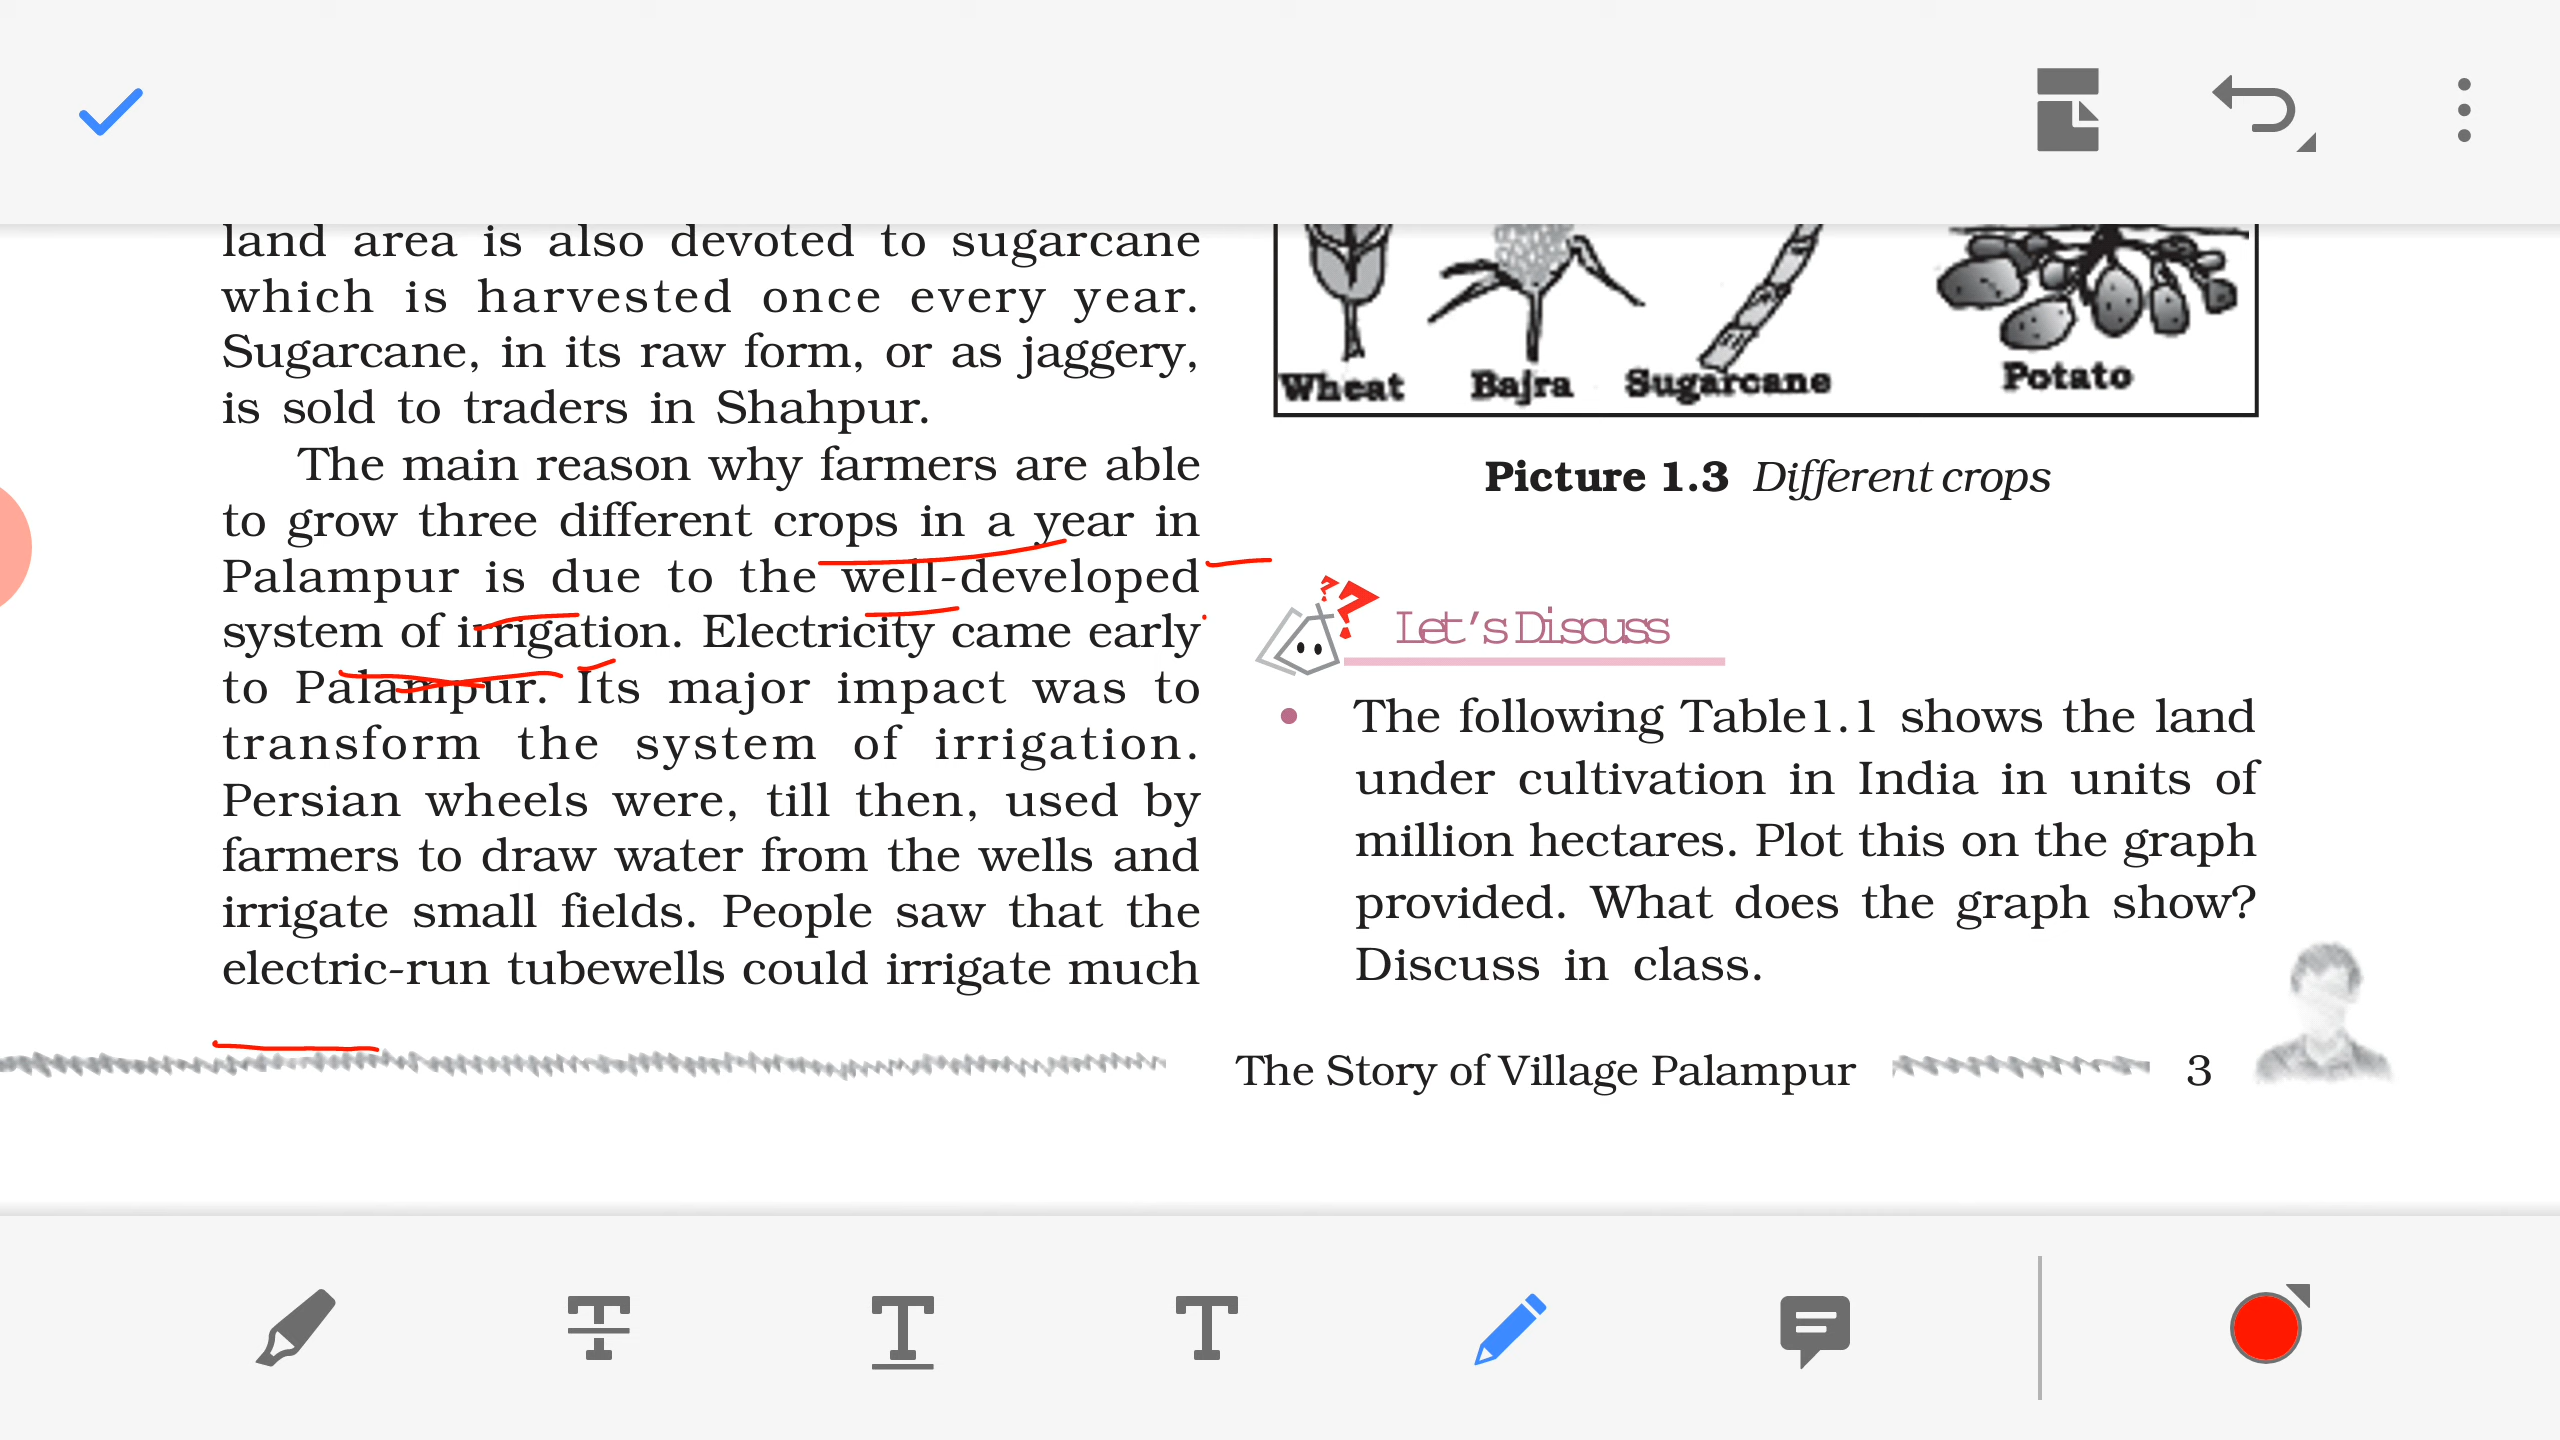 land area is also devoted to sugarcane
which is harvested once every year.
Sugarcane, in its raw form, or as jaggery,
is sold to traders in Shahpur.
The main reason why farmers are able
to grow three different crops in a year in
Palampur is due to the well-developed
system of irrigation. Electricity came early
to Palampur. Its major impact was to
transform the system of irrigation.
Persian wheels were, till then, used by
farmers to draw water from the wells and
irrigate small fields. People saw that the
electric-run tubewells could irrigate much
Wheat Bajra Sugarcane Potato
Picture 1.3 Different crops
Let's Discuss
• The following Table1.1 shows the land
under cultivation in India in units of
million hectares. Plot this on the graph
provided. What does the graph show?
Discuss in class.
The Story of Village Palampur 3